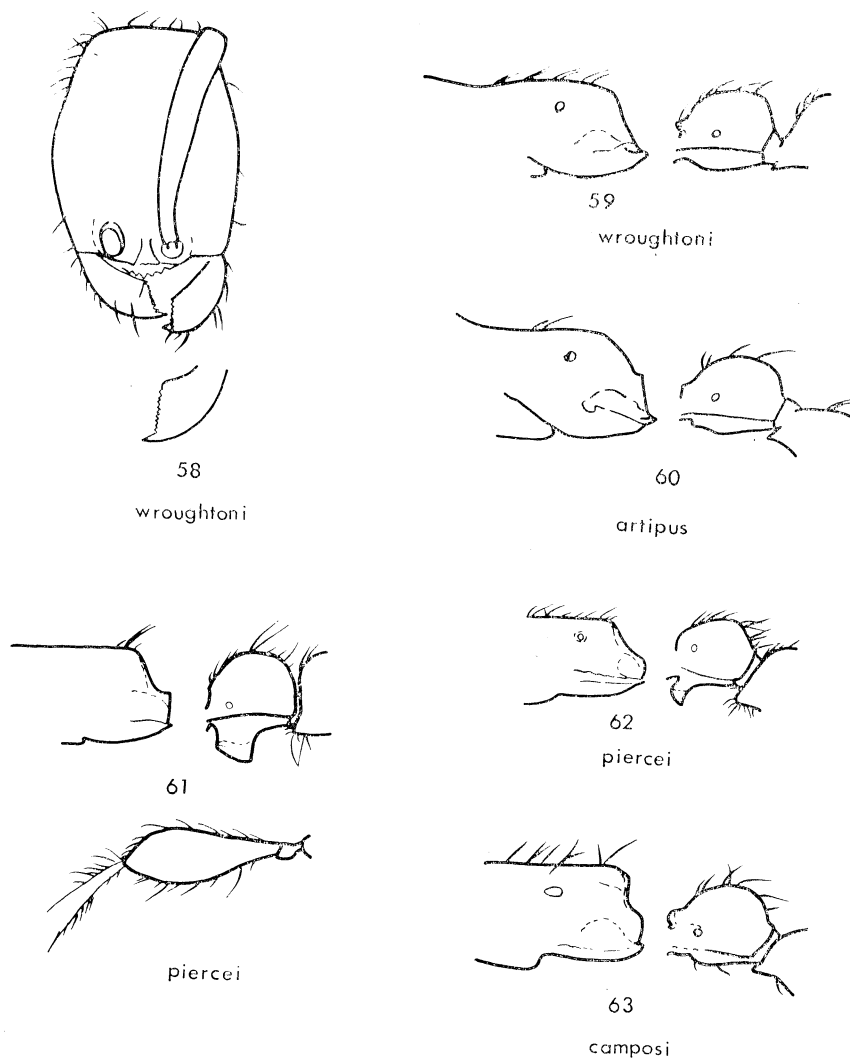 58
wroughtoni
59
wroughtoni
60
artipus
61
piercei
62
piercei
63
camposi